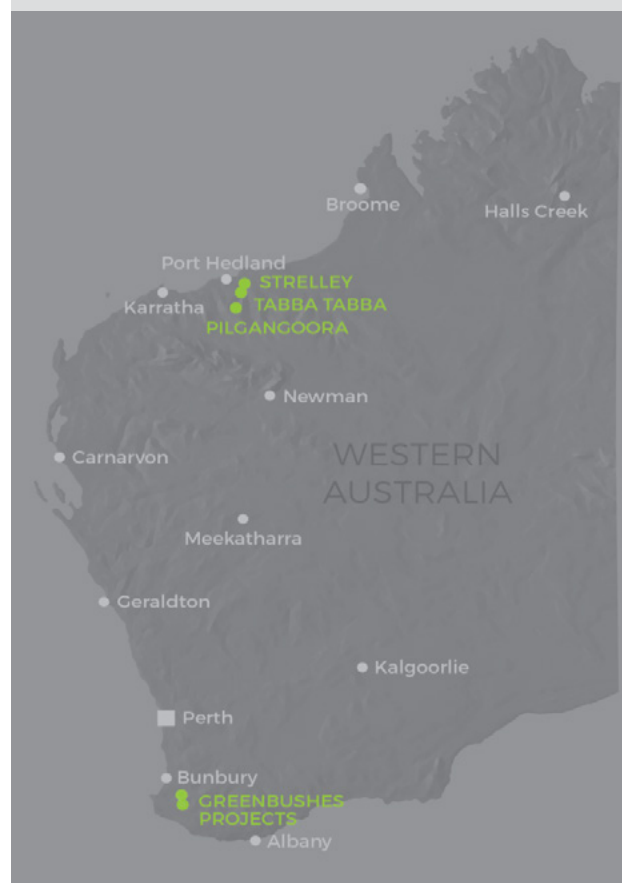 Broome
Halls Creek
Port Hedland
STRELLEY
Karratha
TABBA TABBA
PILGANGOORA
Newman
WESTERN
AUSTRALIA
Carnarvon
Meekatharra
Geraldton
Kalgoorlie
Perth
Bunbury
GREENBUSHES
PROJECTS
Albany